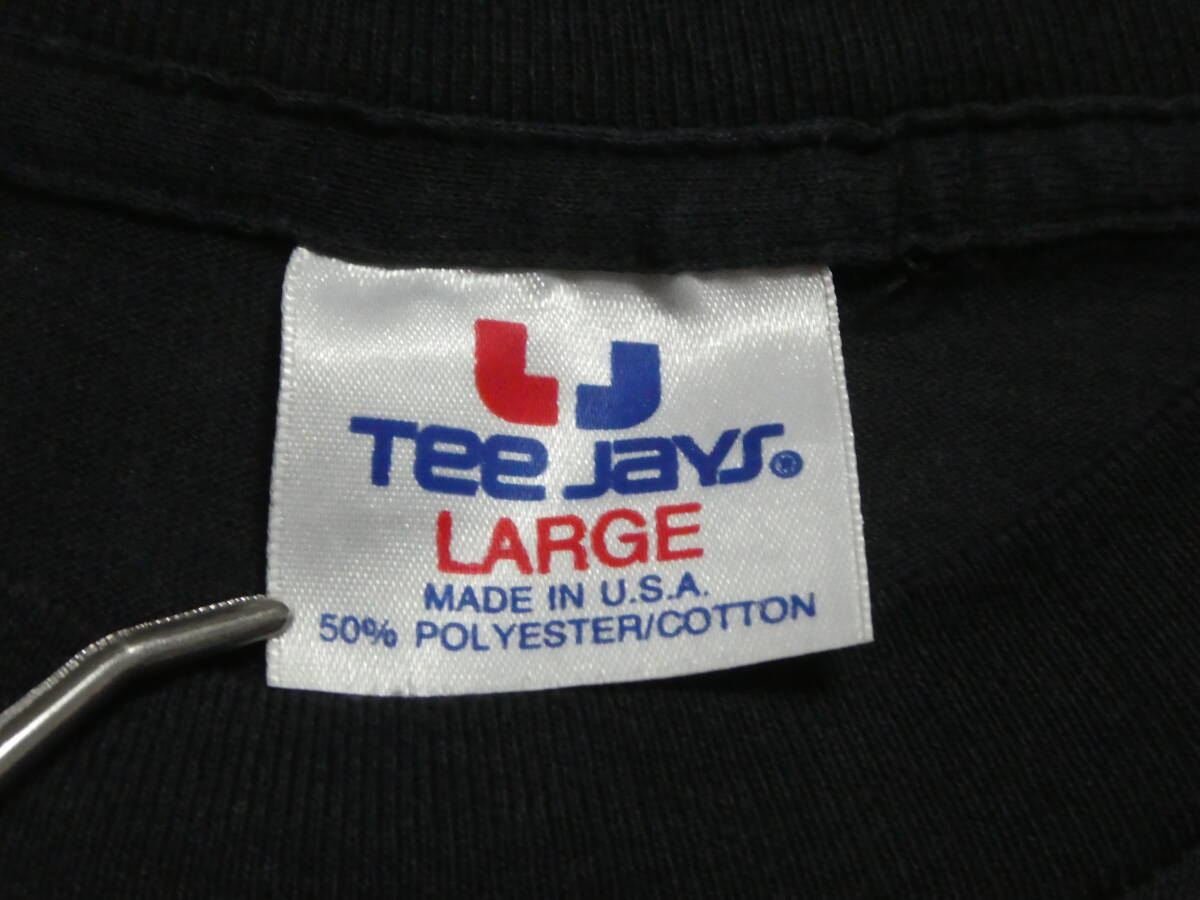 TEE JAYS®
LARGE
MADE IN U.S.A.
50% POLYESTER/COTTON